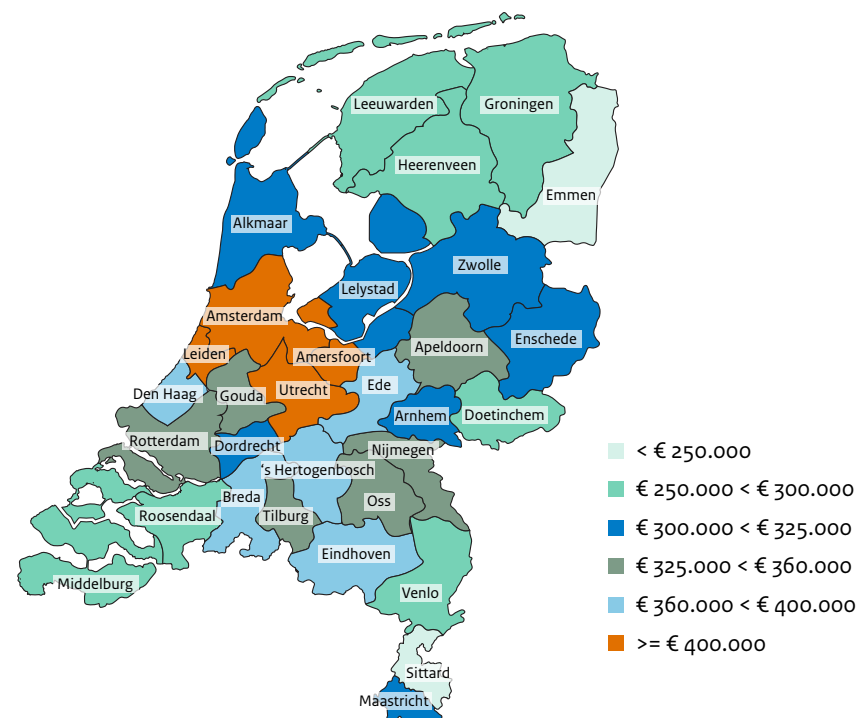 Leeuwarden
Groningen
Heerenveen
Emmen
Alkmaar
Zwolle
Lelystad
Amsterdam
Enschede
Apeldoorn
Leiden
Amersfoort
Ede
Utrecht
Den Haag
Gouda
Arnhem
Doetinchem
Rotterdam
Dordrecht
Nijmegen
‘s Hertogenbosch
Breda
Oss
Roosendaal
Tilburg
Eindhoven
Middelburg
Venlo
Sittard
Maastricht
< € 250.000
€ 250.000 < € 300.000
€ 300.000 < € 325.000
€ 325.000 < € 360.000
€ 360.000 < € 400.000
>= € 400.000